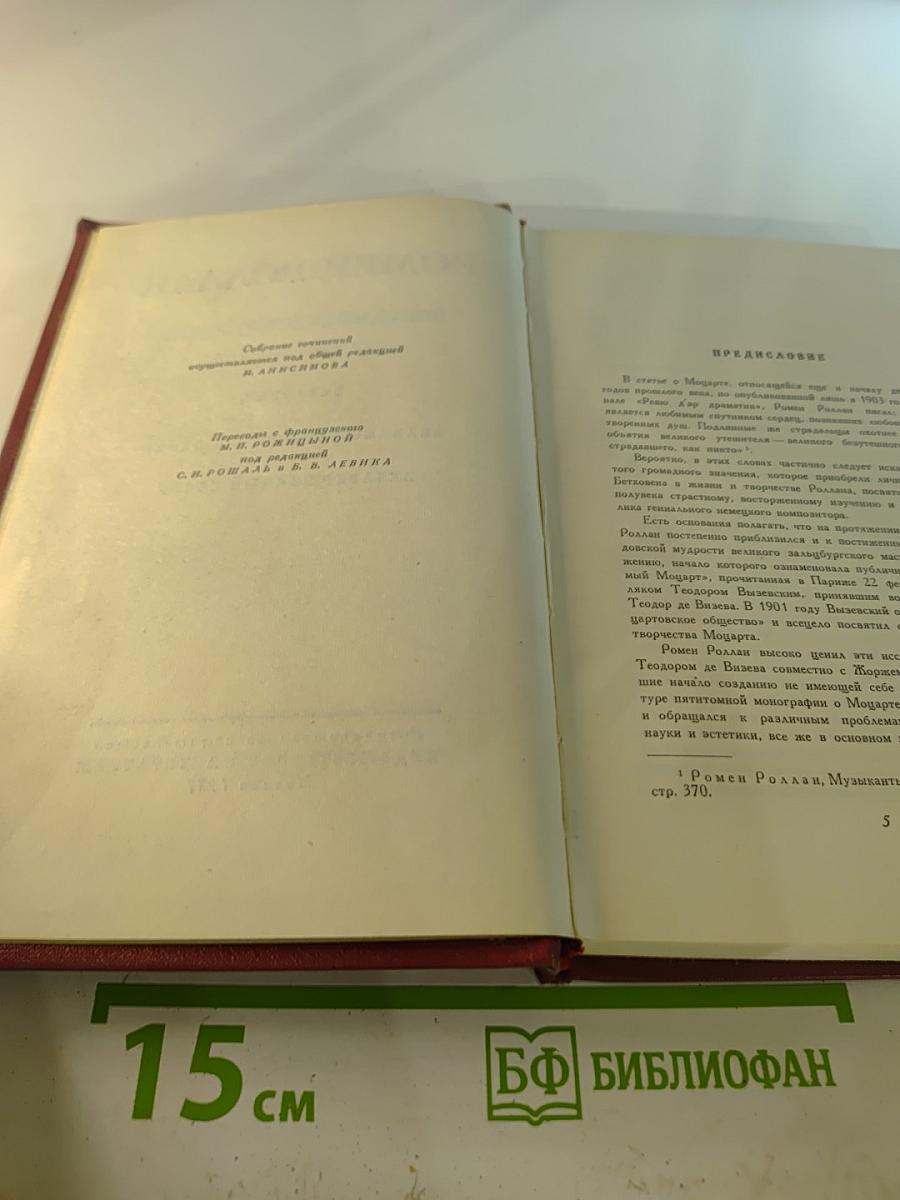 Собрание сочинений
осуществляется под общей редакцией
И. АНИСИМОВА
Переводы с французского
М. П. РОЖИЦЫНОЙ
под редакцией
С. И. РОШАЛЬ и Б. В. ЛЕВИКА
ПРЕДИСЛОВИЕ
В статье о Моцарте, относящейся еще к началу
годов прошлого века, но опубликованной лишь в 1903
нале «Ревю д'ар драматик», Ромен Роллан писал:
является любимым спутником сердец, познавших
творенных душ. Подлинные же страдальцы охотнее
объятия великого утешителя — великого безутешного
страдавшего, как никто» ¹.
Вероятно, в этих словах частично следует
того громадного значения, которое приобрели
Бетховена в жизни и творчестве Роллана,
полувека страстному, восторженному изучению и
лика гениального немецкого композитора.
Есть основания полагать, что на протяжении
Роллан постепенно приблизился и к
довской мудрости великого зальцбургского
жению, начало которого ознаменовала
мый Моцарт», прочитанная в Париже 22
ляком Теодором Вызевским, принявшим
Теодор де Визева. В 1901 году Вызевский
цартовское общество» и всецело посвятил
творчества Моцарта.
Ромен Роллан высоко ценил эти
Теодором де Визева совместно с
шие начало созданию не имеющей себе
туре пятитомной монографии о Моцарте
и обращался к различным
науки и эстетики, все же в основном
¹ Ромен Роллан,
стр. 370.
5
15 см
БФ БИБЛИОФАН